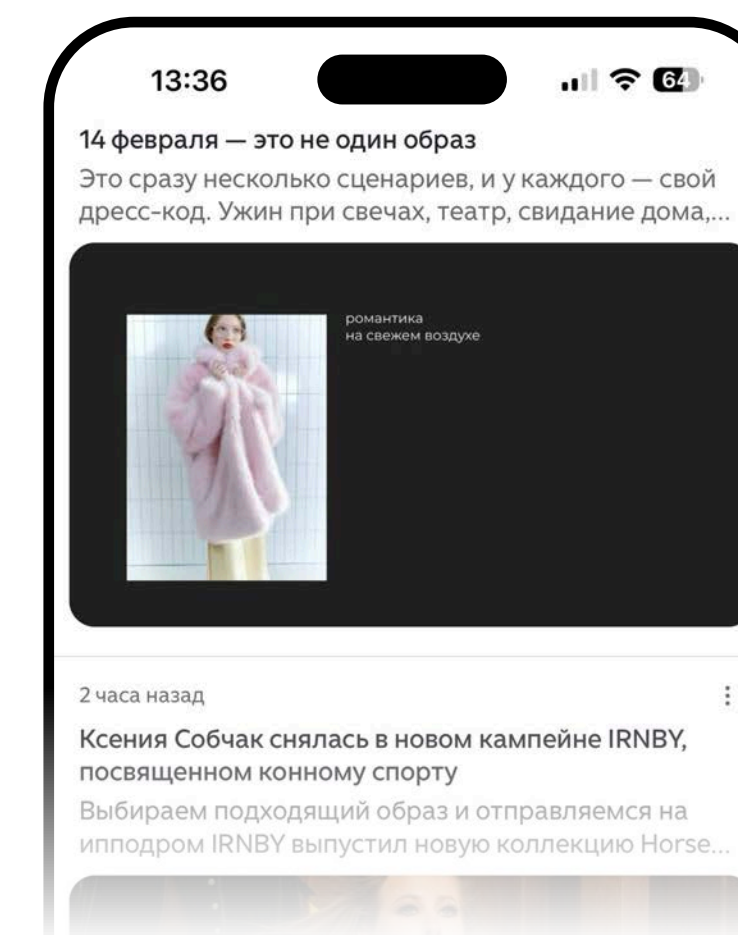 13:36
64
14 февраля — это не один образ
Это сразу несколько сценариев, и у каждого — свой
дресс-код. Ужин при свечах, театр, свидание дома,...
романтика
на свежем воздухе
2 часа назад
Ксения Собчак снялась в новом кампейне IRNBY,
посвященном конному спорту
Выбираем подходящий образ и отправляемся на
ипподром IRNBY выпустил новую коллекцию Horse...